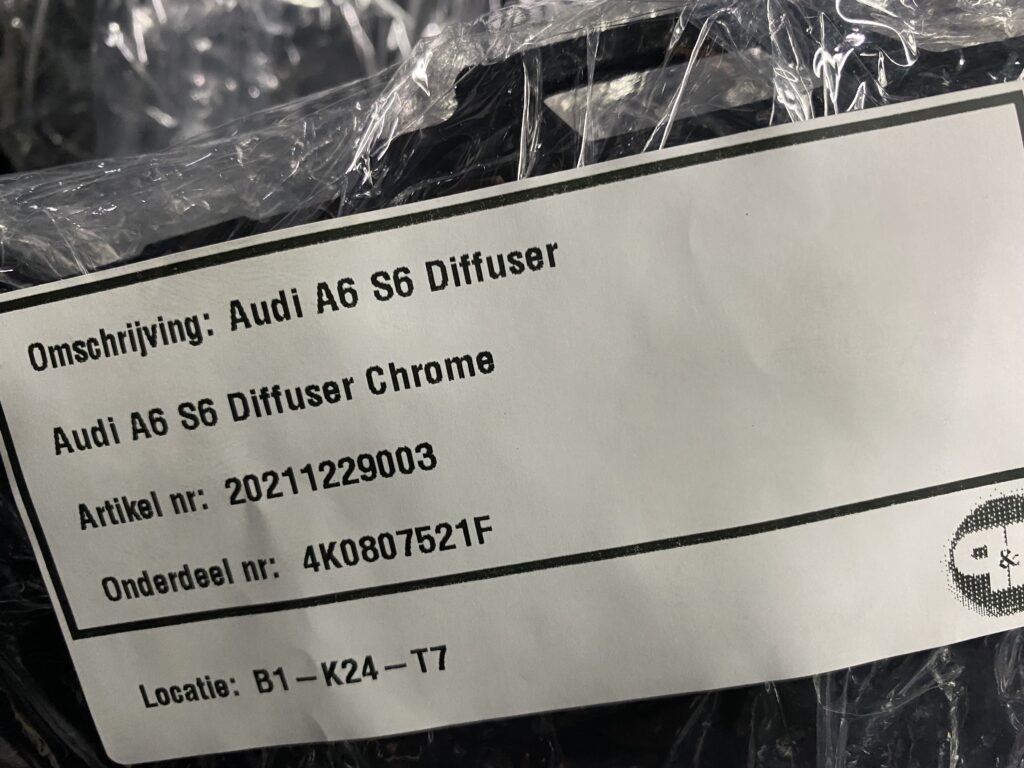 Omschrijving: Audi A6 S6 Diffuser
Audi A6 S6 Diffuser Chrome
Artikel nr: 20211229003
Onderdeel nr: 4K0807521F
&
Locatie: B1-K24-T7